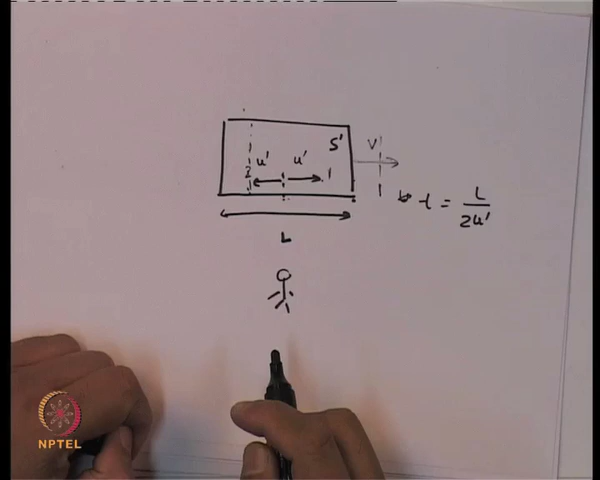 S'
V
2 u' u' 1
t = L / 2u'
L
NPTEL